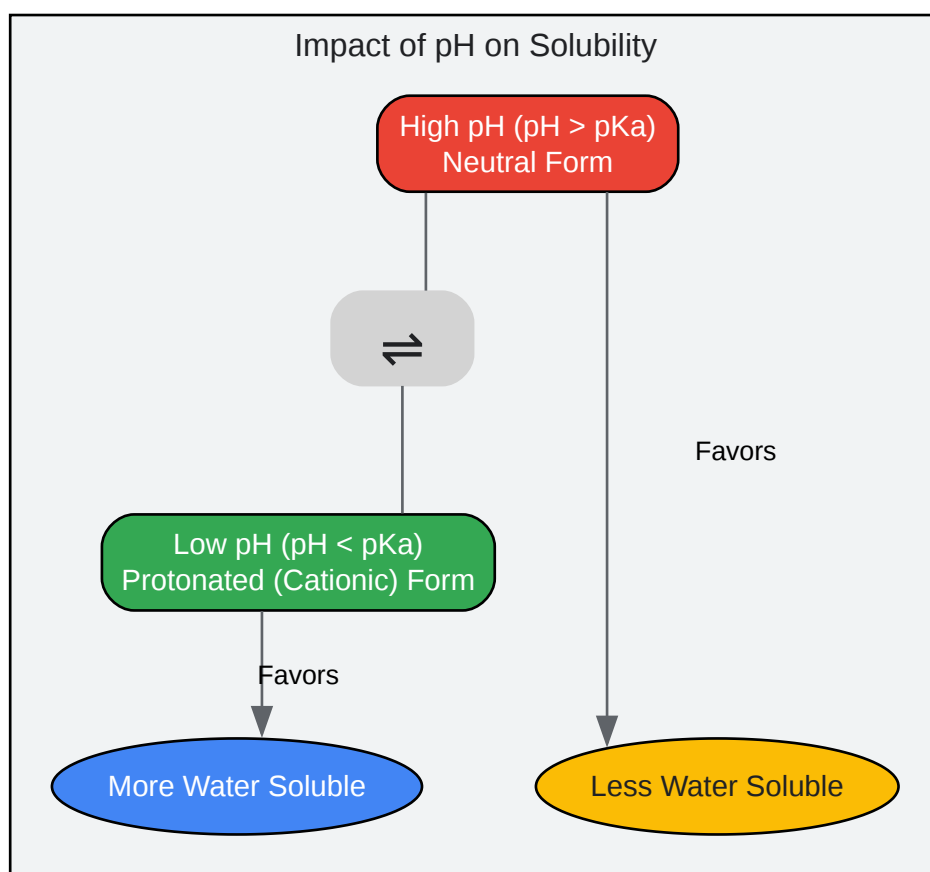 Impact of pH on Solubility
High pH (pH > pKa)
Neutral Form
⇌
Favors
Low pH (pH < pKa)
Protonated (Cationic) Form
Favors
More Water Soluble
Less Water Soluble